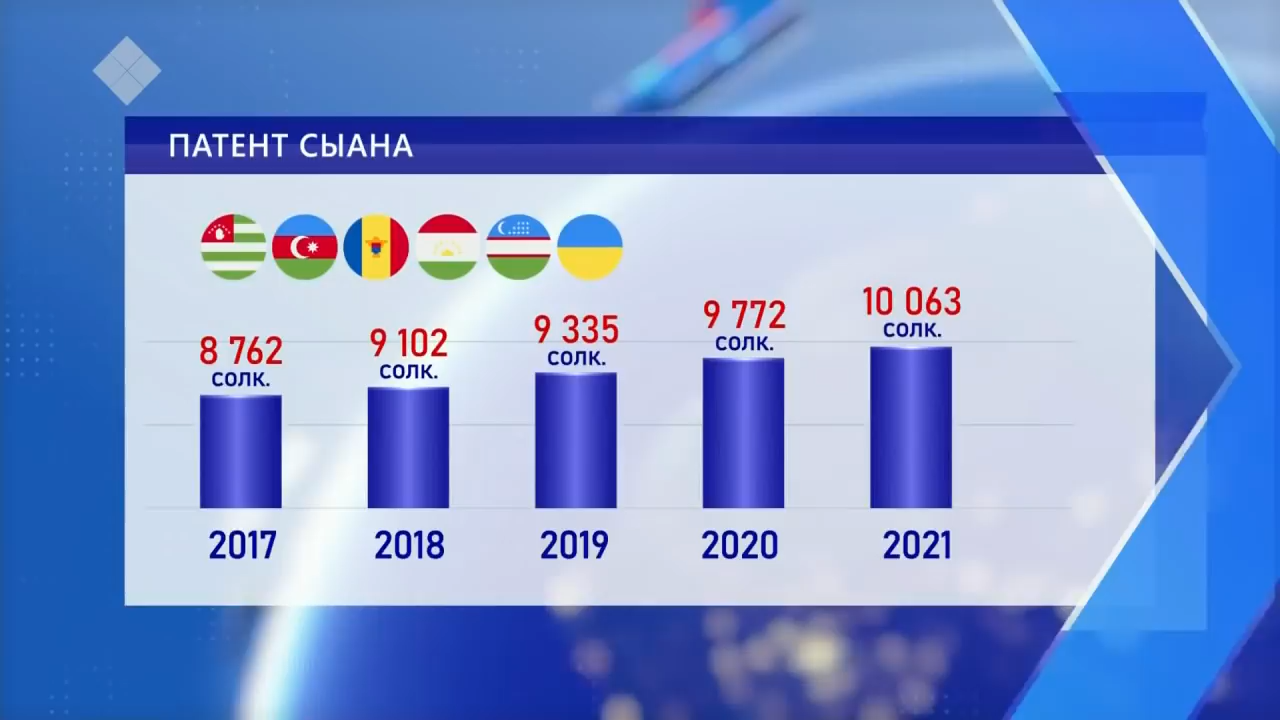 ПАТЕНТ СЫАНА
8 762
солк.
9 102
солк.
9 335
солк.
9 772
солк.
10 063
солк.
2017
2018
2019
2020
2021